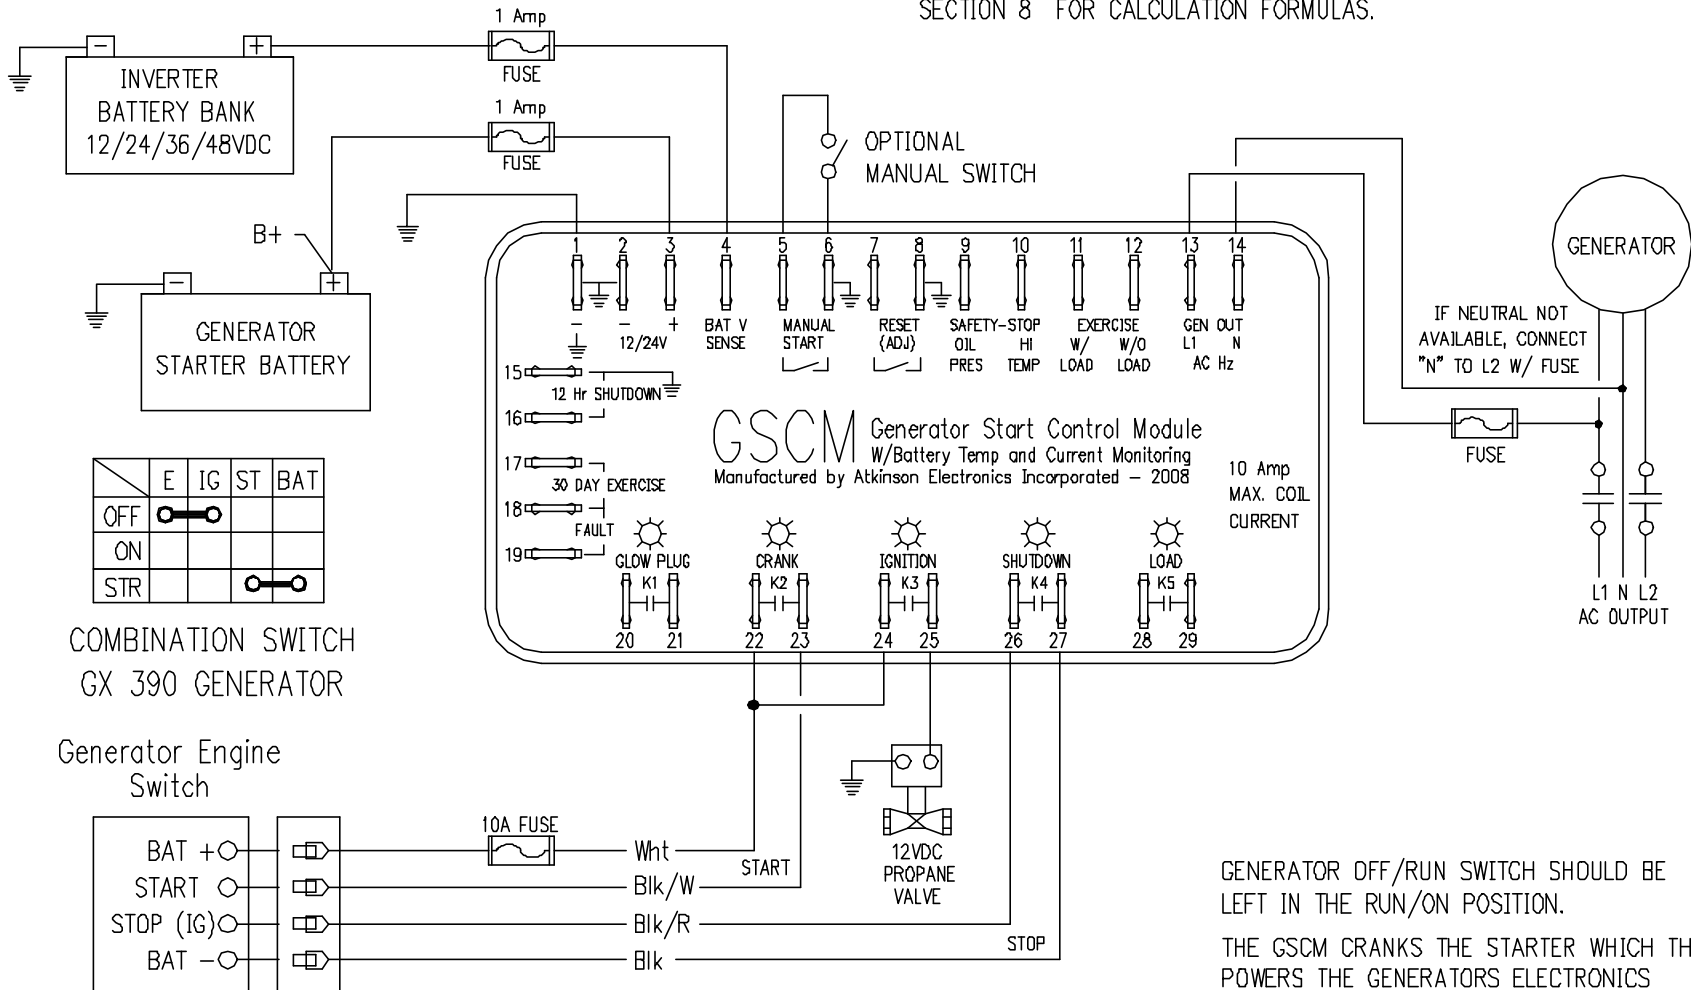 SECTION 8 FOR CALCULATION FORMULAS.
1 Amp
FUSE
- +
INVERTER
BATTERY BANK
12/24/36/48VDC
1 Amp
FUSE
OPTIONAL
MANUAL SWITCH
B+
- +
GENERATOR
STARTER BATTERY
GENERATOR
IF NEUTRAL NOT
AVAILABLE, CONNECT
"N" TO L2 W/ FUSE
FUSE
L1 N L2
AC OUTPUT
1 2 3 4 5 6 7 8 9 10 11 12 13 14
- - +
12/24V
BAT V
SENSE
MANUAL
START
RESET
(ADJ)
SAFETY-STOP
OIL
PRES
HI
TEMP
EXERCISE
W/
LOAD
W/O
LOAD
GEN OUT
L1 N
AC Hz
15
12 Hr SHUTDOWN
16
17
30 DAY EXERCISE
18
FAULT
19
GSCM Generator Start Control Module
W/Battery Temp and Current Monitoring
Manufactured by Atkinson Electronics Incorporated - 2008
10 Amp
MAX. COIL
CURRENT
GLOW PLUG
K1
CRANK
K2
IGNITION
K3
SHUTDOWN
K4
LOAD
K5
20 21 22 23 24 25 26 27 28 29
E IG ST BAT
OFF
ON
STR
COMBINATION SWITCH
GX 390 GENERATOR
Generator Engine
Switch
BAT +
START
STOP (IG)
BAT -
10A FUSE
Wht
START
Blk/W
Blk/R
STOP
Blk
12VDC
PROPANE
VALVE
GENERATOR OFF/RUN SWITCH SHOULD BE
LEFT IN THE RUN/ON POSITION.
THE GSCM CRANKS THE STARTER WHICH TH
POWERS THE GENERATORS ELECTRONICS